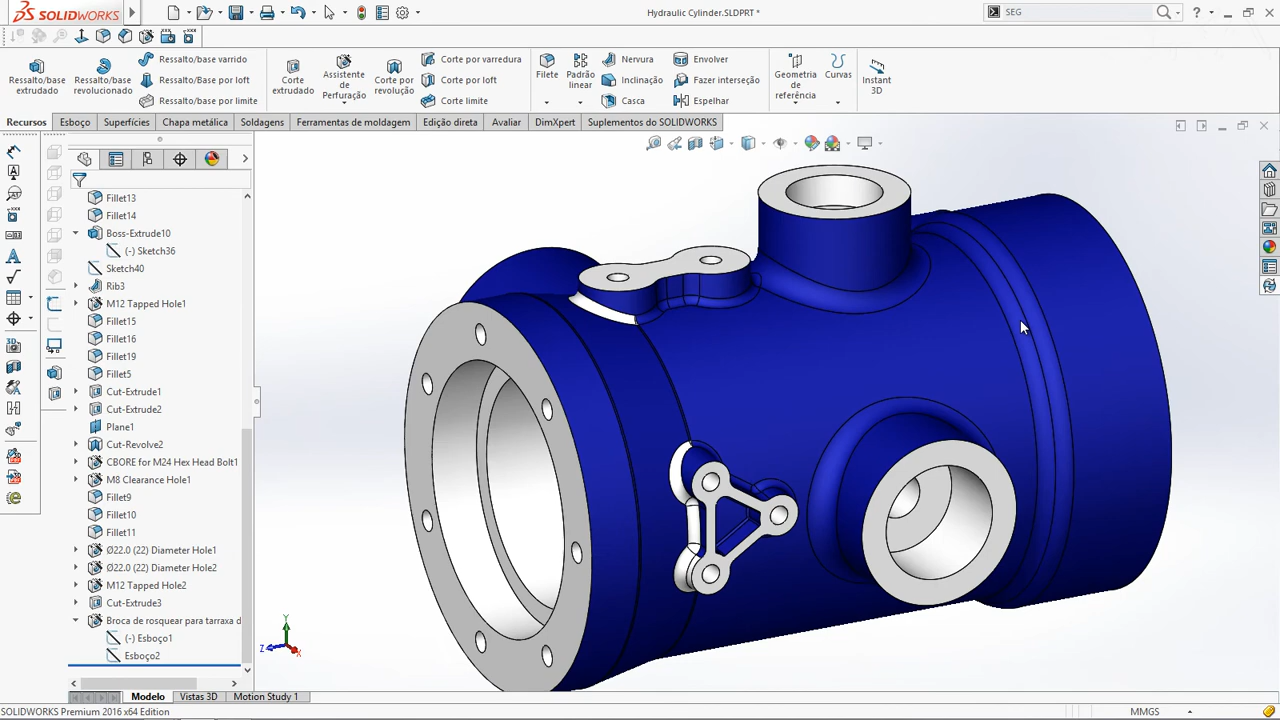 SOLIDWORKS
Hydraulic Cylinder.SLDPRT *
SEG
Ressalto/base extrudado
Ressalto/base revolucionado
Ressalto/base varrido
Ressalto/base por loft
Ressalto/base por limite
Corte extrudado
Assistente de Perfuração
Corte por revolução
Corte por varredura
Corte por loft
Corte limite
Filete
Padrão linear
Nervura
Inclinação
Casca
Envolver
Fazer interseção
Espelhar
Geometria de referência
Curvas
Instant 3D
Recursos
Esboço
Superfícies
Chapa metálica
Soldagens
Ferramentas de moldagem
Edição direta
Avaliar
DimXpert
Suplementos do SOLIDWORKS
Fillet13
Fillet14
Boss-Extrude10
(-) Sketch36
Sketch40
Rib3
M12 Tapped Hole1
Fillet15
Fillet16
Fillet19
Fillet5
Cut-Extrude1
Cut-Extrude2
Plane1
Cut-Revolve2
CBORE for M24 Hex Head Bolt1
M8 Clearance Hole1
Fillet9
Fillet10
Fillet11
Ø22.0 (22) Diameter Hole1
Ø22.0 (22) Diameter Hole2
M12 Tapped Hole2
Cut-Extrude3
Broca de rosquear para tarraxa d
(-) Esboço1
Esboço2
Y
Z
X
Modelo
Vistas 3D
Motion Study 1
SOLIDWORKS Premium 2016 x64 Edition
MMGS